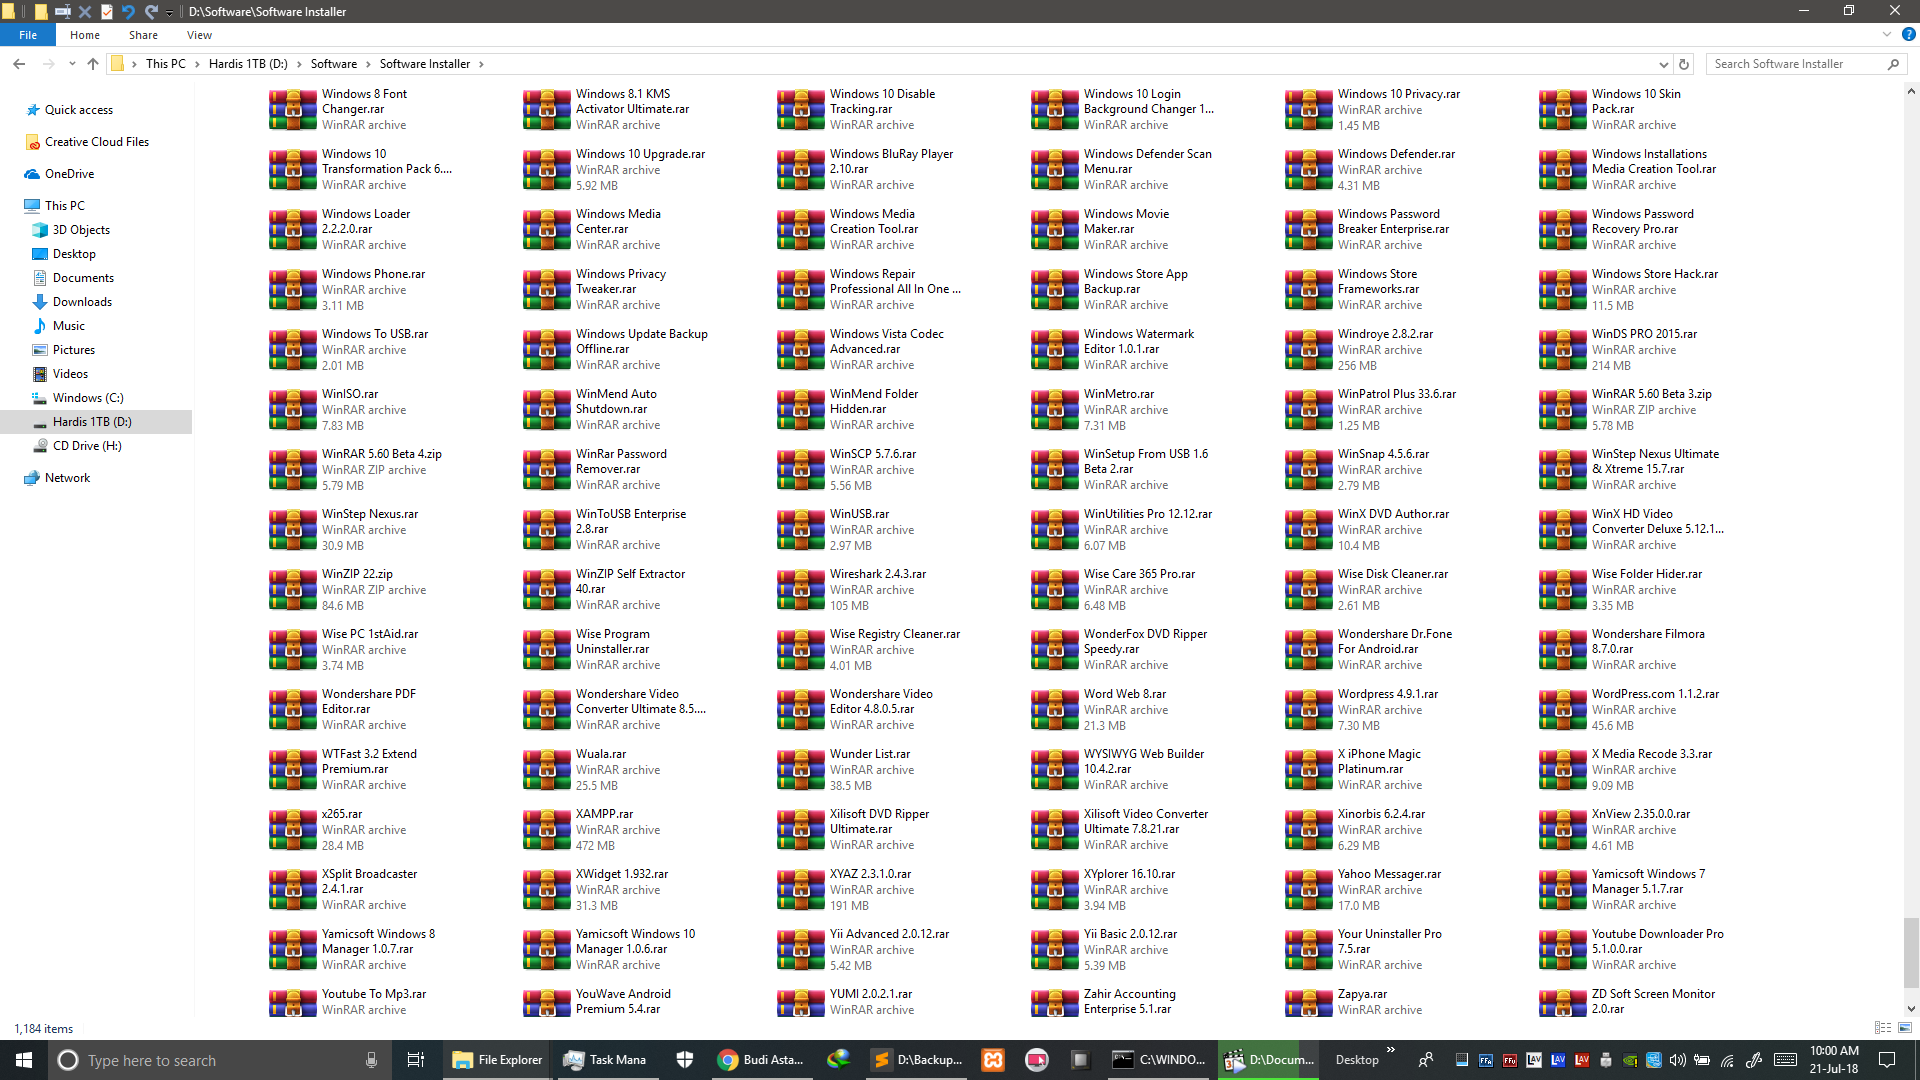 D:\Software\Software Installer
File Home Share View
This PC Hardis 1TB (D:) Software Software Installer
Search Software Installer
Quick access
Creative Cloud Files
OneDrive
This PC
3D Objects
Desktop
Documents
Downloads
Music
Pictures
Videos
Windows (C:)
Hardis 1TB (D:)
CD Drive (H:)
Network
Windows 8 Font
Changer.rar
WinRAR archive
Windows 8.1 KMS
Activator Ultimate.rar
WinRAR archive
Windows 10 Disable
Tracking.rar
WinRAR archive
Windows 10 Login
Background Changer 1...
WinRAR archive
Windows 10 Privacy.rar
WinRAR archive
1.45 MB
Windows 10 Skin
Pack.rar
WinRAR archive
Windows 10
Transformation Pack 6....
WinRAR archive
Windows 10 Upgrade.rar
WinRAR archive
5.92 MB
Windows BluRay Player
2.10.rar
WinRAR archive
Windows Defender Scan
Menu.rar
WinRAR archive
Windows Defender.rar
WinRAR archive
4.31 MB
Windows Installations
Media Creation Tool.rar
WinRAR archive
Windows Loader
2.2.2.0.rar
WinRAR archive
Windows Media
Center.rar
WinRAR archive
Windows Media
Creation Tool.rar
WinRAR archive
Windows Movie
Maker.rar
WinRAR archive
Windows Password
Breaker Enterprise.rar
WinRAR archive
Windows Password
Recovery Pro.rar
WinRAR archive
Windows Phone.rar
WinRAR archive
3.11 MB
Windows Privacy
Tweaker.rar
WinRAR archive
Windows Repair
Professional All In One ...
WinRAR archive
Windows Store App
Backup.rar
WinRAR archive
Windows Store
Frameworks.rar
WinRAR archive
Windows Store Hack.rar
WinRAR archive
11.5 MB
Windows To USB.rar
WinRAR archive
2.01 MB
Windows Update Backup
Offline.rar
WinRAR archive
Windows Vista Codec
Advanced.rar
WinRAR archive
Windows Watermark
Editor 1.0.1.rar
WinRAR archive
Windroye 2.8.2.rar
WinRAR archive
256 MB
WinDS PRO 2015.rar
WinRAR archive
214 MB
WinISO.rar
WinRAR archive
7.83 MB
WinMend Auto
Shutdown.rar
WinRAR archive
WinMend Folder
Hidden.rar
WinRAR archive
WinMetro.rar
WinRAR archive
7.31 MB
WinPatrol Plus 33.6.rar
WinRAR archive
1.25 MB
WinRAR 5.60 Beta 3.zip
WinRAR ZIP archive
5.78 MB
WinRAR 5.60 Beta 4.zip
WinRAR ZIP archive
5.79 MB
WinRar Password
Remover.rar
WinRAR archive
WinSCP 5.7.6.rar
WinRAR archive
5.56 MB
WinSetup From USB 1.6
Beta 2.rar
WinRAR archive
WinSnap 4.5.6.rar
WinRAR archive
2.79 MB
WinStep Nexus Ultimate
& Xtreme 15.7.rar
WinRAR archive
WinStep Nexus.rar
WinRAR archive
30.9 MB
WinToUSB Enterprise
2.8.rar
WinRAR archive
WinUSB.rar
WinRAR archive
2.97 MB
WinUtilities Pro 12.12.rar
WinRAR archive
6.07 MB
WinX DVD Author.rar
WinRAR archive
10.4 MB
WinX HD Video
Converter Deluxe 5.12.1...
WinRAR archive
WinZIP 22.zip
WinRAR ZIP archive
84.6 MB
WinZIP Self Extractor
40.rar
WinRAR archive
Wireshark 2.4.3.rar
WinRAR archive
105 MB
Wise Care 365 Pro.rar
WinRAR archive
6.48 MB
Wise Disk Cleaner.rar
WinRAR archive
2.61 MB
Wise Folder Hider.rar
WinRAR archive
3.35 MB
Wise PC 1stAid.rar
WinRAR archive
3.74 MB
Wise Program
Uninstaller.rar
WinRAR archive
Wise Registry Cleaner.rar
WinRAR archive
4.01 MB
WonderFox DVD Ripper
Speedy.rar
WinRAR archive
Wondershare Dr.Fone
For Android.rar
WinRAR archive
Wondershare Filmora
8.7.0.rar
WinRAR archive
Wondershare PDF
Editor.rar
WinRAR archive
Wondershare Video
Converter Ultimate 8.5....
WinRAR archive
Wondershare Video
Editor 4.8.0.5.rar
WinRAR archive
Word Web 8.rar
WinRAR archive
21.3 MB
Wordpress 4.9.1.rar
WinRAR archive
7.30 MB
WordPress.com 1.1.2.rar
WinRAR archive
45.6 MB
WTFast 3.2 Extend
Premium.rar
WinRAR archive
Wuala.rar
WinRAR archive
25.5 MB
Wunder List.rar
WinRAR archive
38.5 MB
WYSIWYG Web Builder
10.4.2.rar
WinRAR archive
X iPhone Magic
Platinum.rar
WinRAR archive
X Media Recode 3.3.rar
WinRAR archive
9.09 MB
x265.rar
WinRAR archive
28.4 MB
XAMPP.rar
WinRAR archive
472 MB
Xilisoft DVD Ripper
Ultimate.rar
WinRAR archive
Xilisoft Video Converter
Ultimate 7.8.21.rar
WinRAR archive
Xinorbis 6.2.4.rar
WinRAR archive
6.29 MB
XnView 2.35.0.0.rar
WinRAR archive
4.61 MB
XSplit Broadcaster
2.4.1.rar
WinRAR archive
XWidget 1.932.rar
WinRAR archive
31.3 MB
XYAZ 2.3.1.0.rar
WinRAR archive
191 MB
XYplorer 16.10.rar
WinRAR archive
3.94 MB
Yahoo Messager.rar
WinRAR archive
17.0 MB
Yamicsoft Windows 7
Manager 5.1.7.rar
WinRAR archive
Yamicsoft Windows 8
Manager 1.0.7.rar
WinRAR archive
Yamicsoft Windows 10
Manager 1.0.6.rar
WinRAR archive
Yii Advanced 2.0.12.rar
WinRAR archive
5.42 MB
Yii Basic 2.0.12.rar
WinRAR archive
5.39 MB
Your Uninstaller Pro
7.5.rar
WinRAR archive
Youtube Downloader Pro
5.1.0.0.rar
WinRAR archive
Youtube To Mp3.rar
WinRAR archive
YouWave Android
Premium 5.4.rar
YUMI 2.0.2.1.rar
WinRAR archive
Zahir Accounting
Enterprise 5.1.rar
Zapya.rar
WinRAR archive
ZD Soft Screen Monitor
2.0.rar
1,184 items
Type here to search
File Explorer
Task Mana
Budi Asta...
D:\Backup...
C:\WINDO...
D:\Docum...
Desktop
LAV LAV LAV
10:00 AM
21-Jul-18